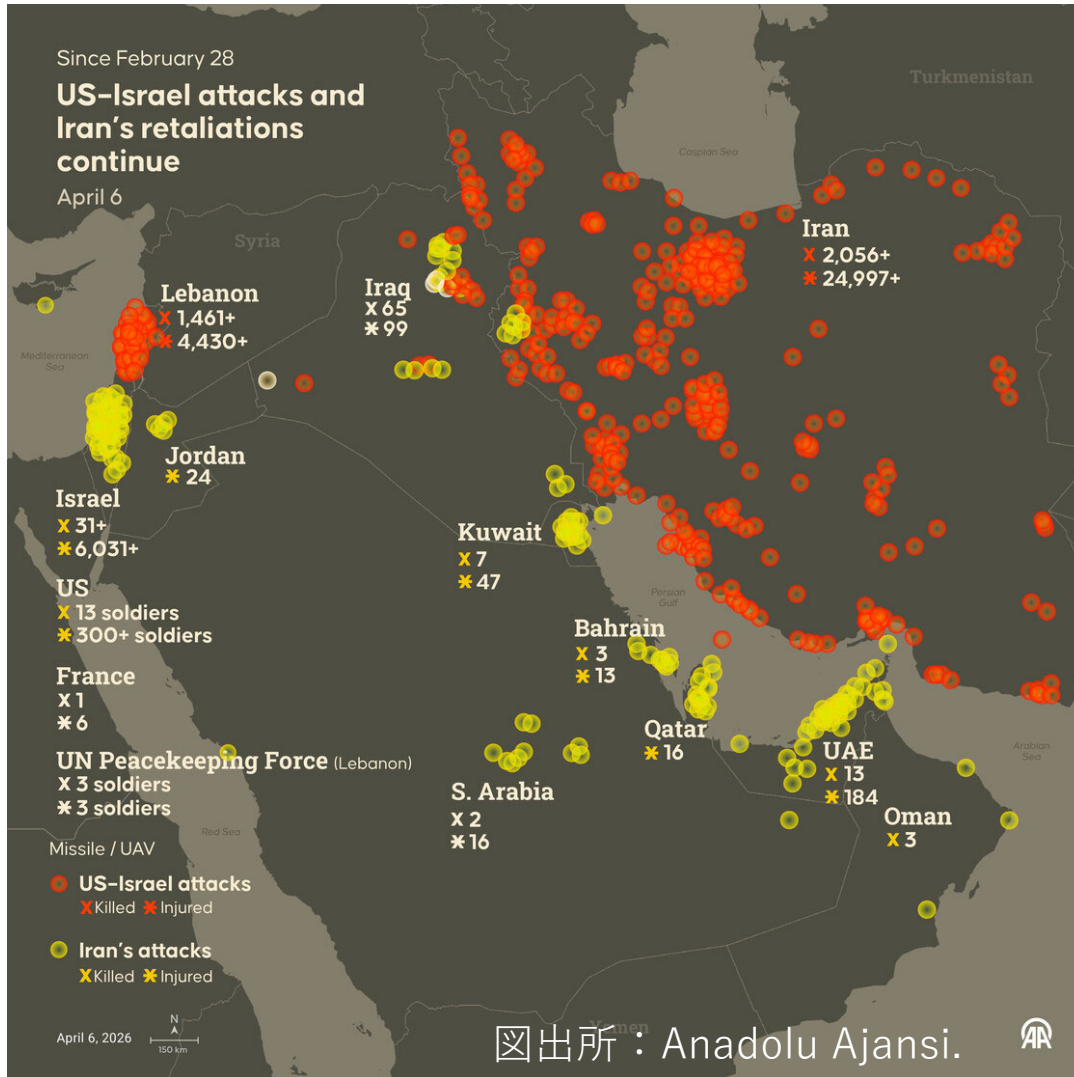 Since February 28
US-Israel attacks and
Iran's retaliations
continue
April 6
Turkmenistan
Caspian Sea
Syria
Iran
X 2,056+
* 24,997+
Lebanon
X 1,461+
* 4,430+
Iraq
X 65
* 99
Mediterranean
Sea
Jordan
* 24
Israel
X 31+
* 6,031+
Kuwait
X 7
* 47
US
X 13 soldiers
* 300+ soldiers
Persian
Gulf
Bahrain
X 3
* 13
France
X 1
* 6
Qatar
* 16
UAE
X 13
* 184
Arabian
Sea
UN Peacekeeping Force (Lebanon)
X 3 soldiers
* 3 soldiers
S. Arabia
X 2
* 16
Oman
X 3
Red Sea
Missile / UAV
US-Israel attacks
X Killed * Injured
Iran's attacks
X Killed * Injured
April 6, 2026
N
150 km
Yemen
図出所：Anadolu Ajansi.
AA